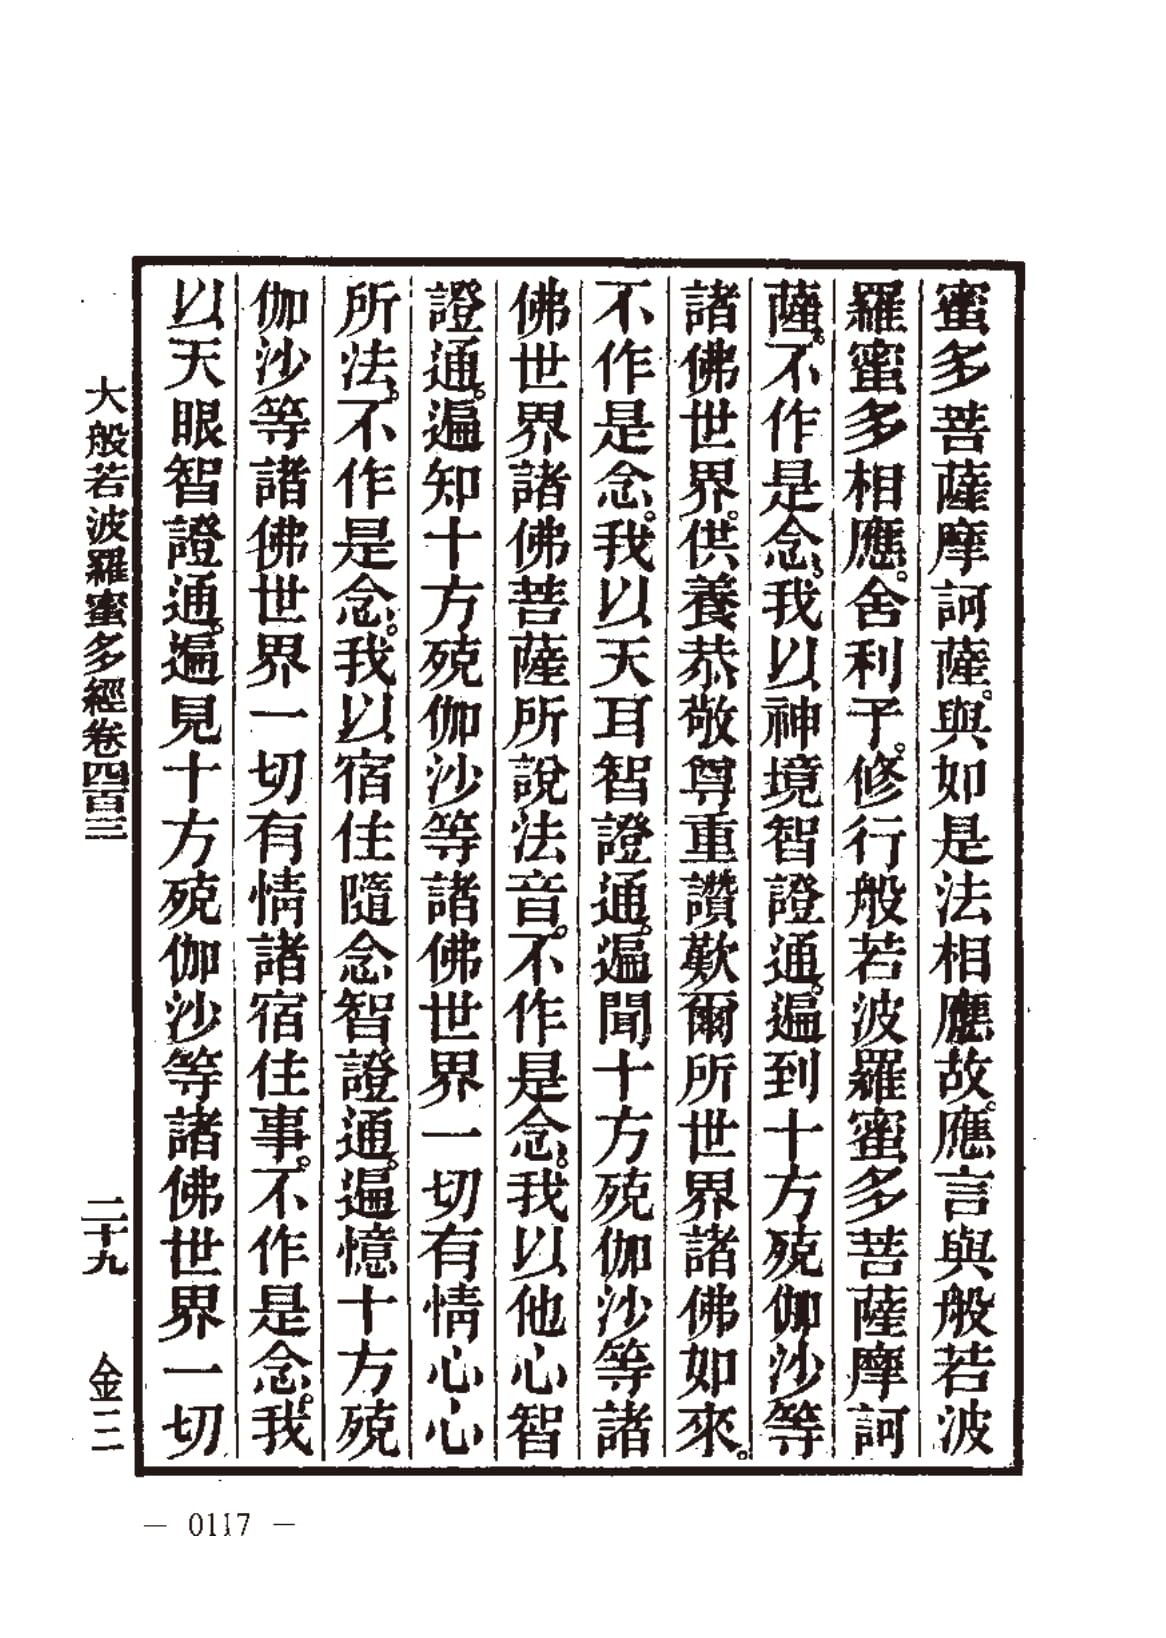 蜜多菩薩摩訶薩。與如是法相應故。應言與般若波
羅蜜多相應。舍利子。修行般若波羅蜜多菩薩摩訶
薩。不作是念。我以神境智證通。遍到十方殑伽沙等
諸佛世界。供養恭敬尊重讚歎爾所世界諸佛如來。
不作是念。我以天耳智證通。遍聞十方殑伽沙等諸
佛世界諸佛菩薩所說法音。不作是念。我以他心智
證通。遍知十方殑伽沙等諸佛世界一切有情心心
所法。不作是念。我以宿住隨念智證通。遍憶十方殑
伽沙等諸佛世界一切有情諸宿住事。不作是念。我
以天眼智證通。遍見十方殑伽沙等諸佛世界一切
大般若波羅蜜多經卷四百三 二十九 金三
— 0117 —